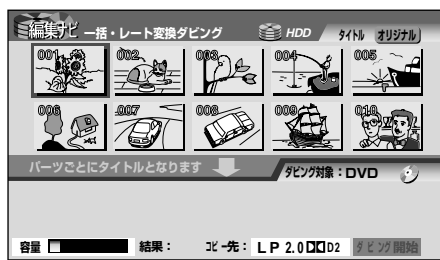 編集ナビ 一括・レート変換ダビング HDD タイトル オリジナル
001 002 003 004 005
006 007 008 009 010
パーツごとにタイトルとなります ダビング対象：DVD
容量 結果： コピー先： LP 2.0 D2 ダビング開始